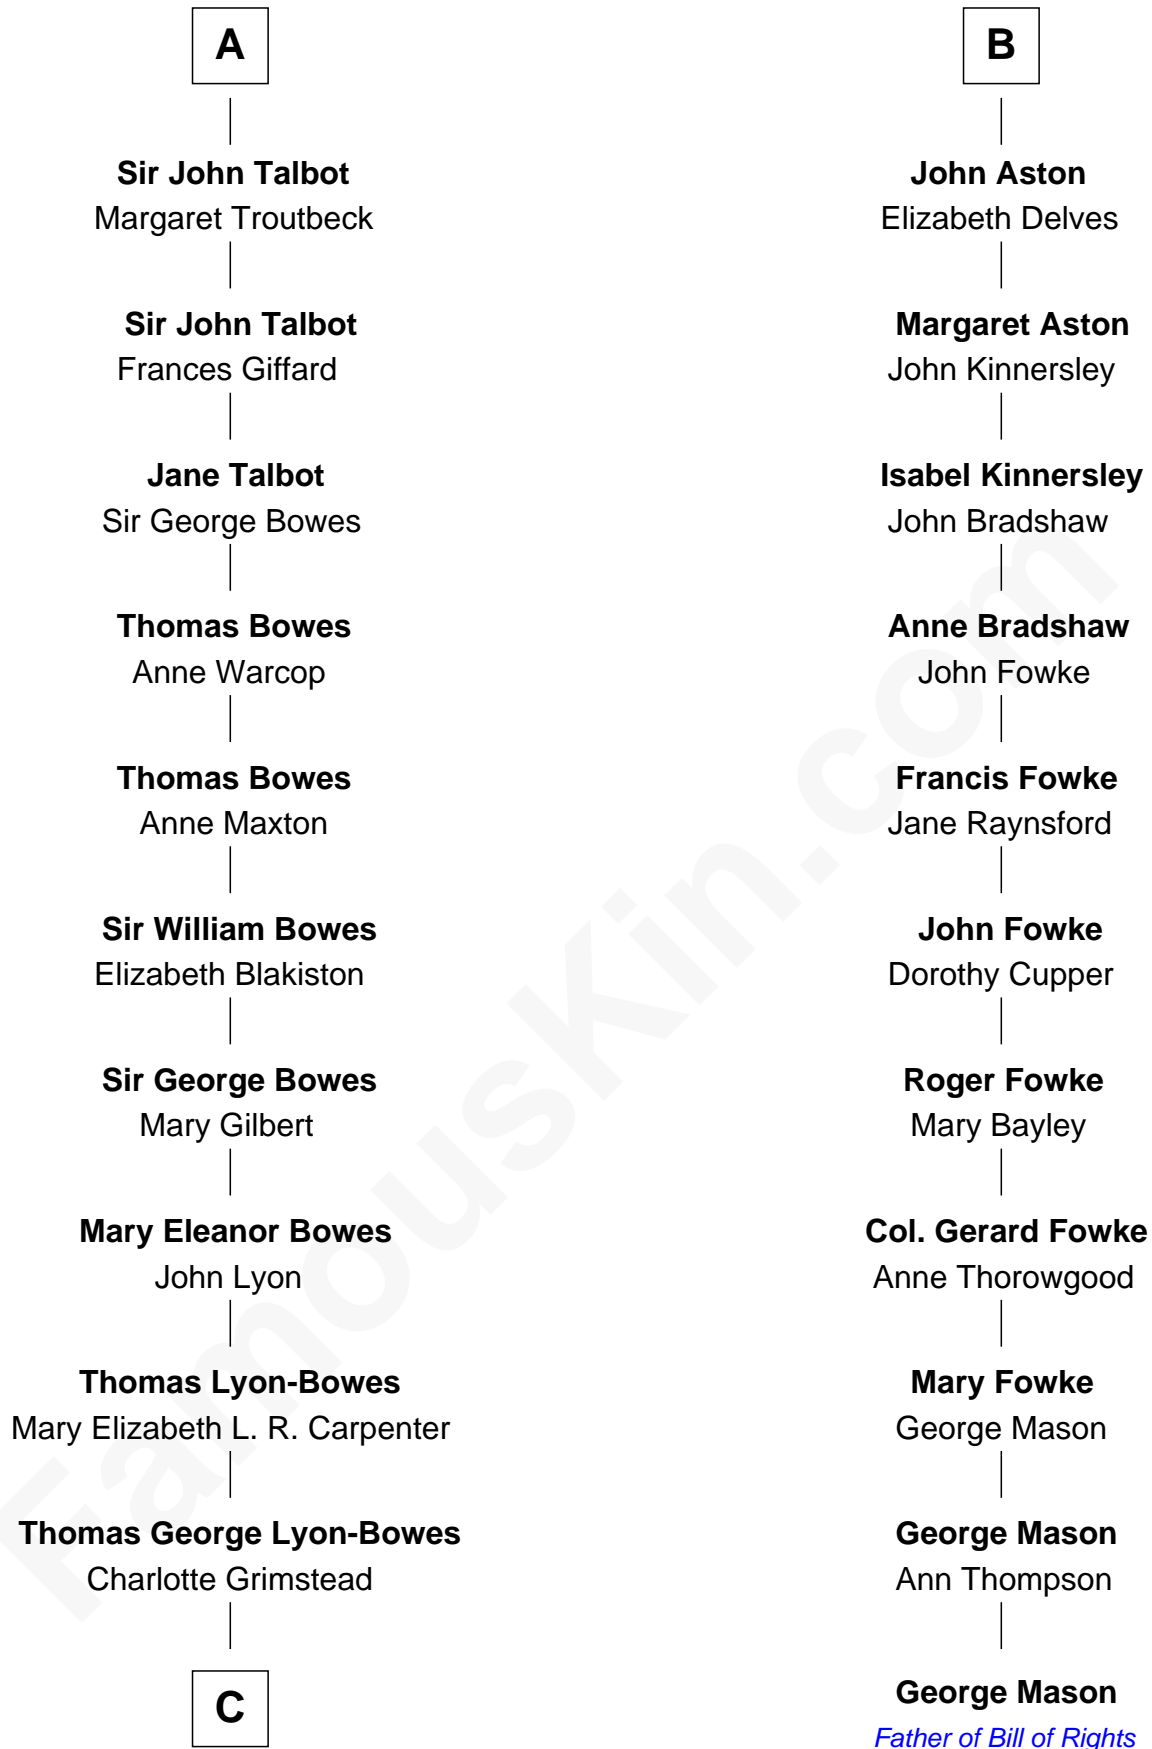 A
Sir John Talbot
Margaret Troutbeck
Sir John Talbot
Frances Giffard
Jane Talbot
Sir George Bowes
Thomas Bowes
Anne Warcop
Thomas Bowes
Anne Maxton
Sir William Bowes
Elizabeth Blakiston
Sir George Bowes
Mary Gilbert
Mary Eleanor Bowes
John Lyon
Thomas Lyon-Bowes
Mary Elizabeth L. R. Carpenter
Thomas George Lyon-Bowes
Charlotte Grimstead
C
B
John Aston
Elizabeth Delves
Margaret Aston
John Kinnersley
Isabel Kinnersley
John Bradshaw
Anne Bradshaw
John Fowke
Francis Fowke
Jane Raynsford
John Fowke
Dorothy Cupper
Roger Fowke
Mary Bayley
Col. Gerard Fowke
Anne Thorowgood
Mary Fowke
George Mason
George Mason
Ann Thompson
George Mason
Father of Bill of Rights
FamousKin.com